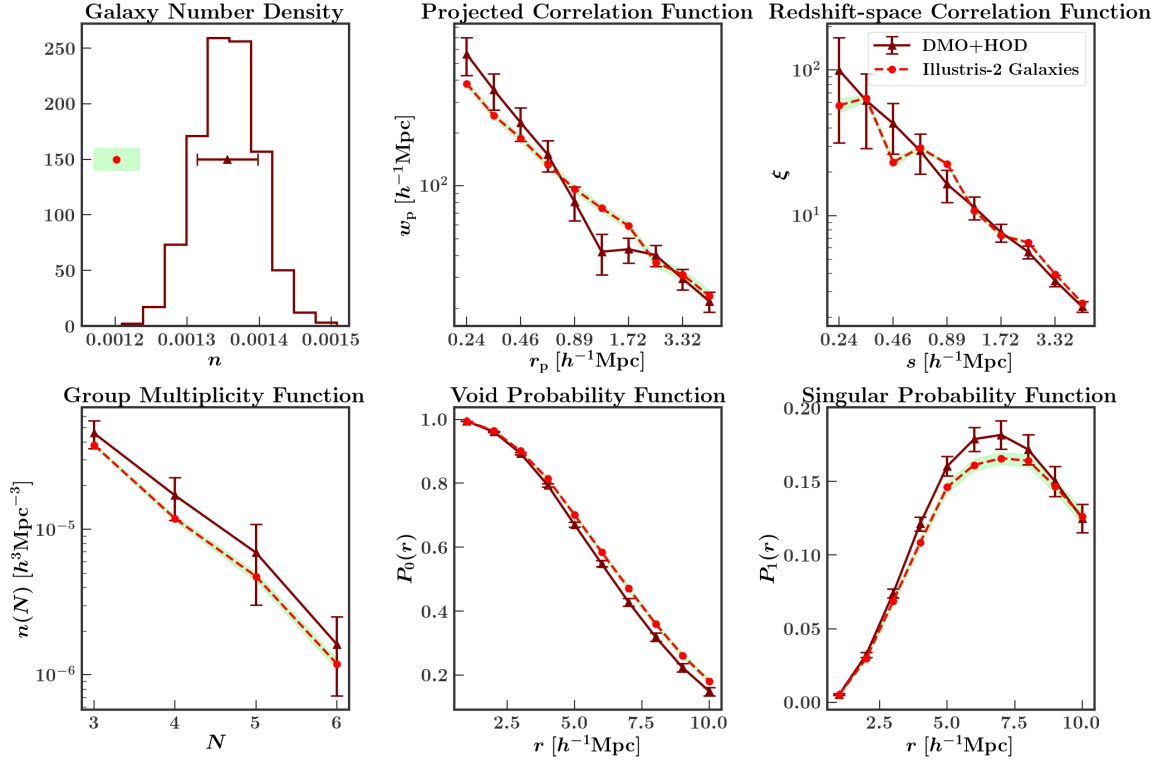 Galaxy Number Density
250
200
150
100
50
0
0.0012 0.0013 0.0014 0.0015
n
Projected Correlation Function
w_p [h^−1Mpc]
10^2
0.24 0.46 0.89 1.72 3.32
r_p [h^−1Mpc]
Redshift-space Correlation Function
DMO+HOD
Illustris-2 Galaxies
ξ
10^2
10^1
0.24 0.46 0.89 1.72 3.32
s [h^−1Mpc]
Group Multiplicity Function
n(N) [h^3Mpc^−3]
10^−5
10^−6
3 4 5 6
N
Void Probability Function
P_0(r)
1.0
0.8
0.6
0.4
0.2
2.5 5.0 7.5 10.0
r [h^−1Mpc]
Singular Probability Function
P_1(r)
0.20
0.15
0.10
0.05
0.00
2.5 5.0 7.5 10.0
r [h^−1Mpc]